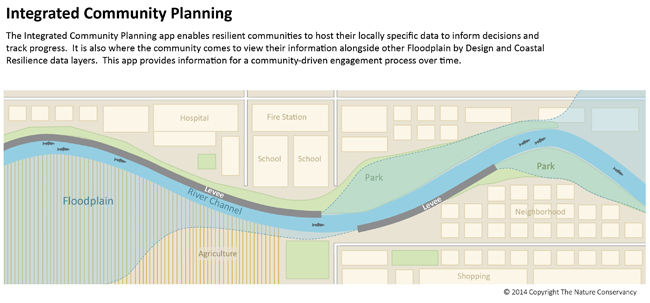 Integrated Community Planning
The Integrated Community Planning app enables resilient communities to host their locally specific data to inform decisions and
track progress. It is also where the community comes to view their information alongside other Floodplain by Design and Coastal
Resilience data layers. This app provides information for a community-driven engagement process over time.
Hospital
Fire Station
School
School
Park
Park
Levee
River Channel
Floodplain
Levee
Neighborhood
Agriculture
Shopping
© 2014 Copyright The Nature Conservancy